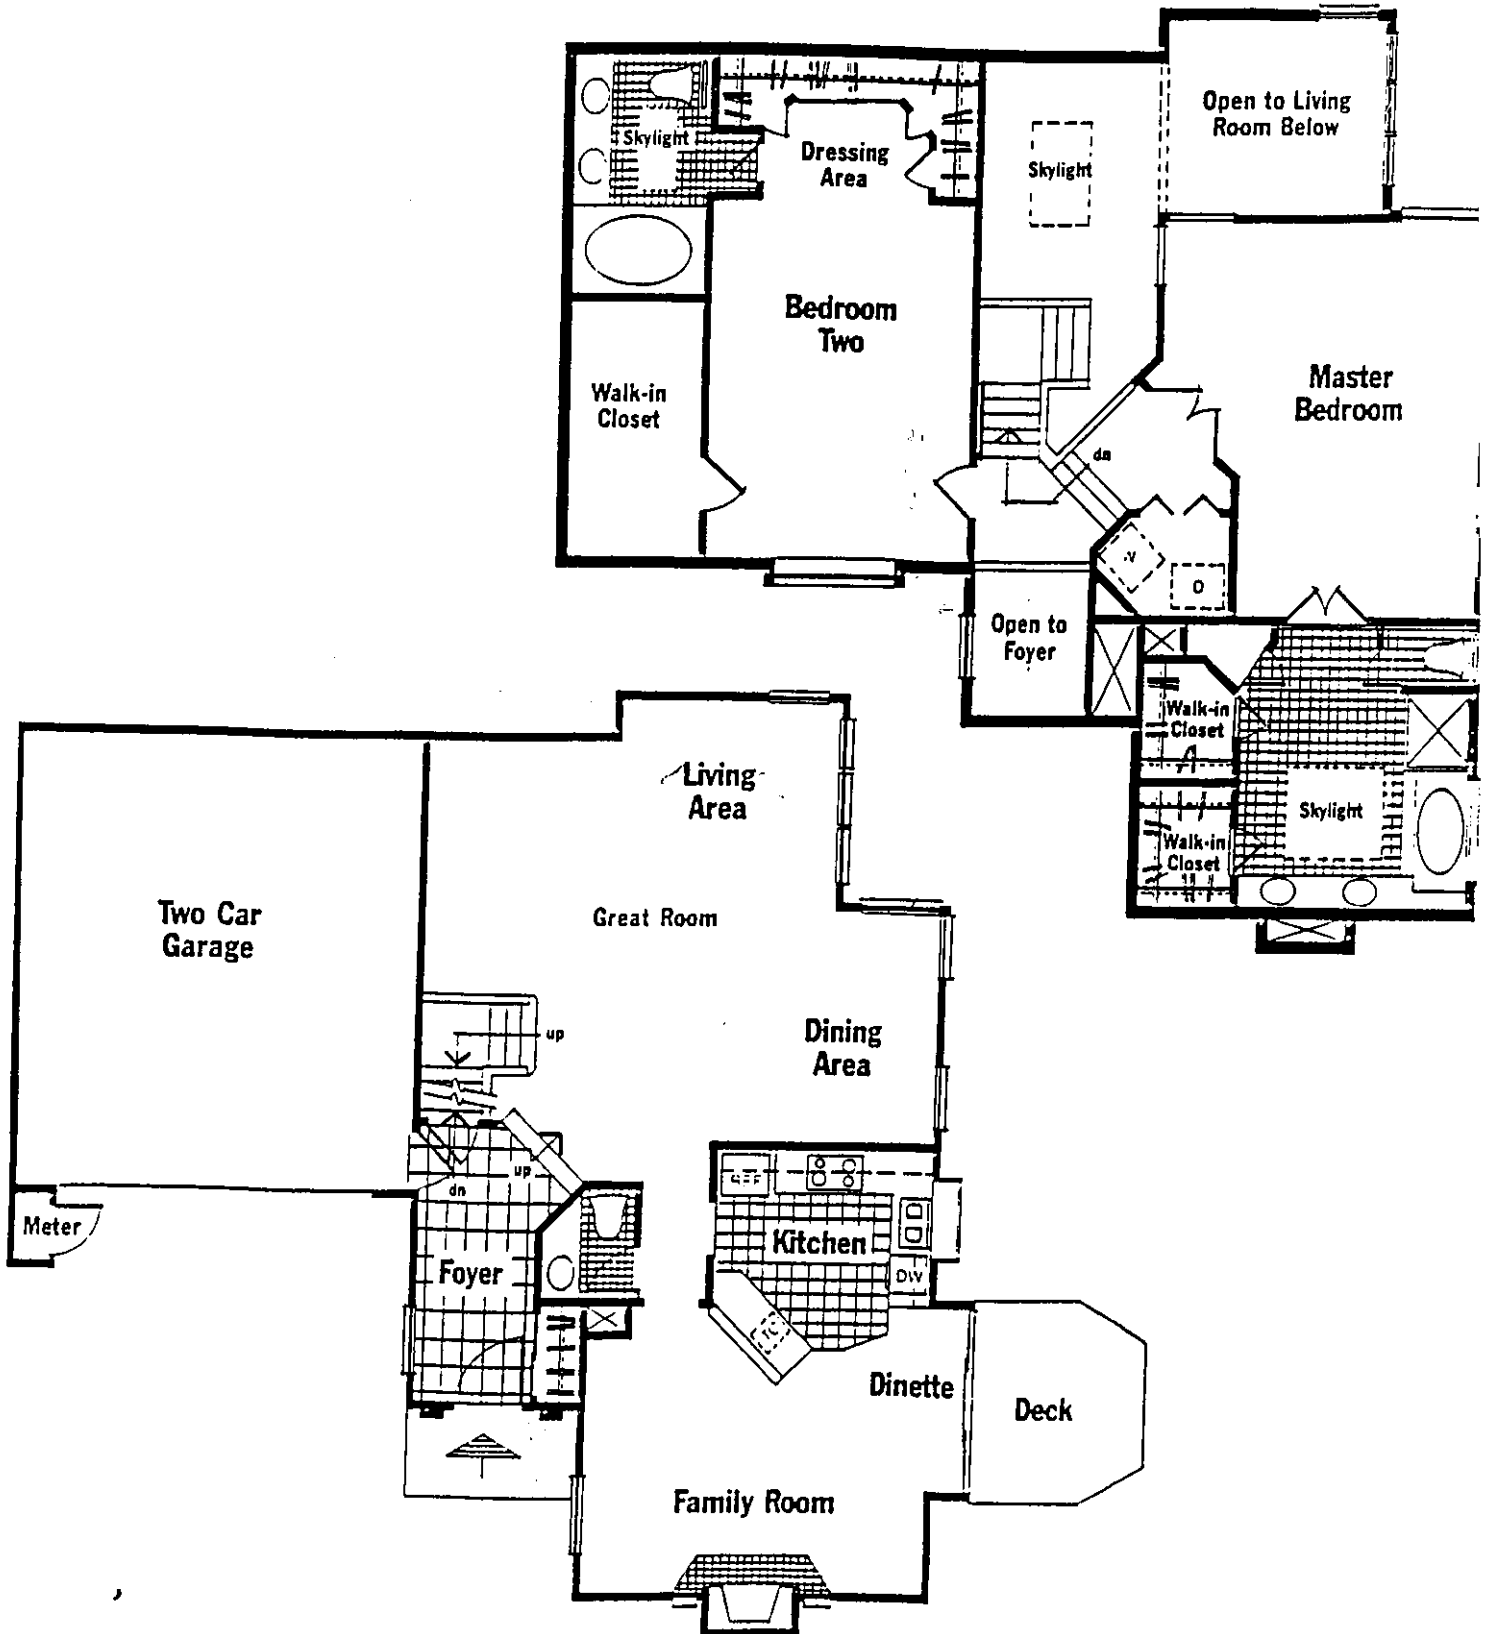 Open to Living
Room Below
Skylight
Dressing
Area
Skylight
Bedroom
Two
Walk-in
Closet
Master
Bedroom
dn
D
Open to
Foyer
Walk-in
Closet
Skylight
Walk-in
Closet
Living
Area
Two Car
Garage
Great Room
up
Dining
Area
up
dn
Meter
Foyer
Kitchen
DW
TC
Dinette
Deck
Family Room